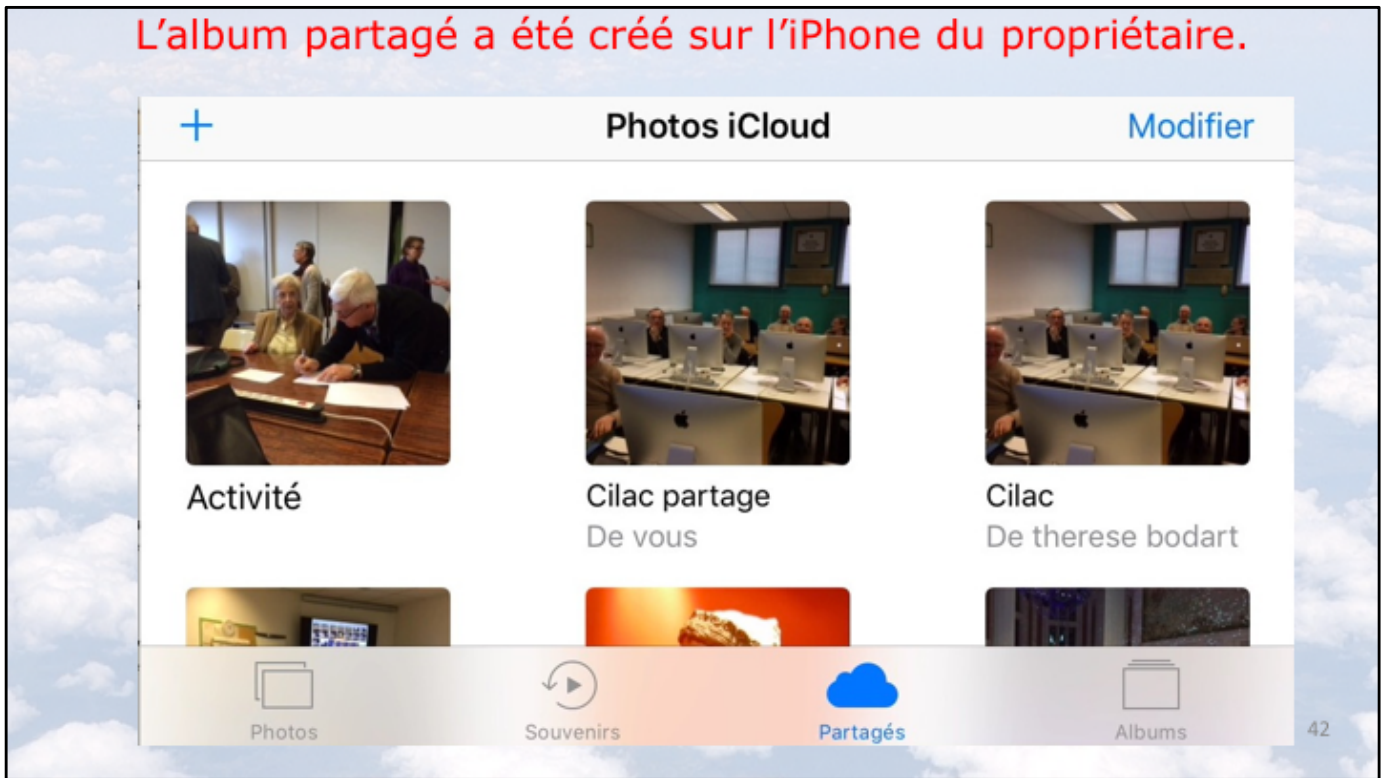 L’album partagé a été créé sur l’iPhone du propriétaire.
+ Photos iCloud Modifier
Activité Cilac partage Cilac
De vous De therese bodart
Photos Souvenirs Partagés Albums
42